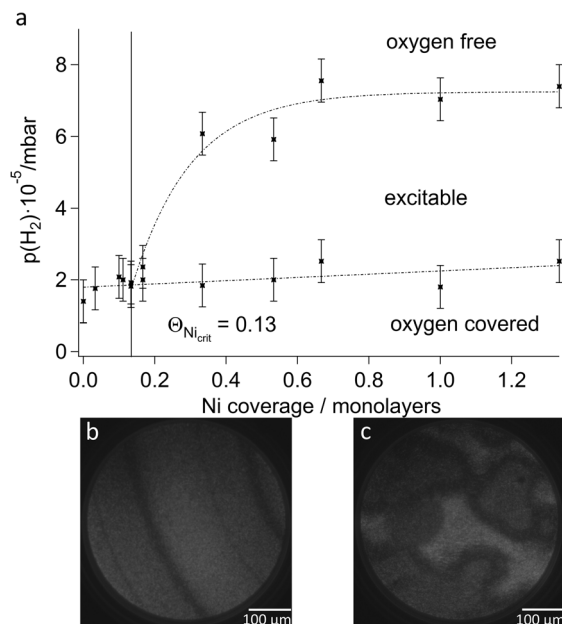 a
oxygen free
8
6
excitable
4
2
oxygen covered
Θ_Ni_crit = 0.13
0
p(H₂)·10⁻⁵/mbar
0.0 0.2 0.4 0.6 0.8 1.0 1.2
Ni coverage / monolayers
b
c
100 µm
100 µm